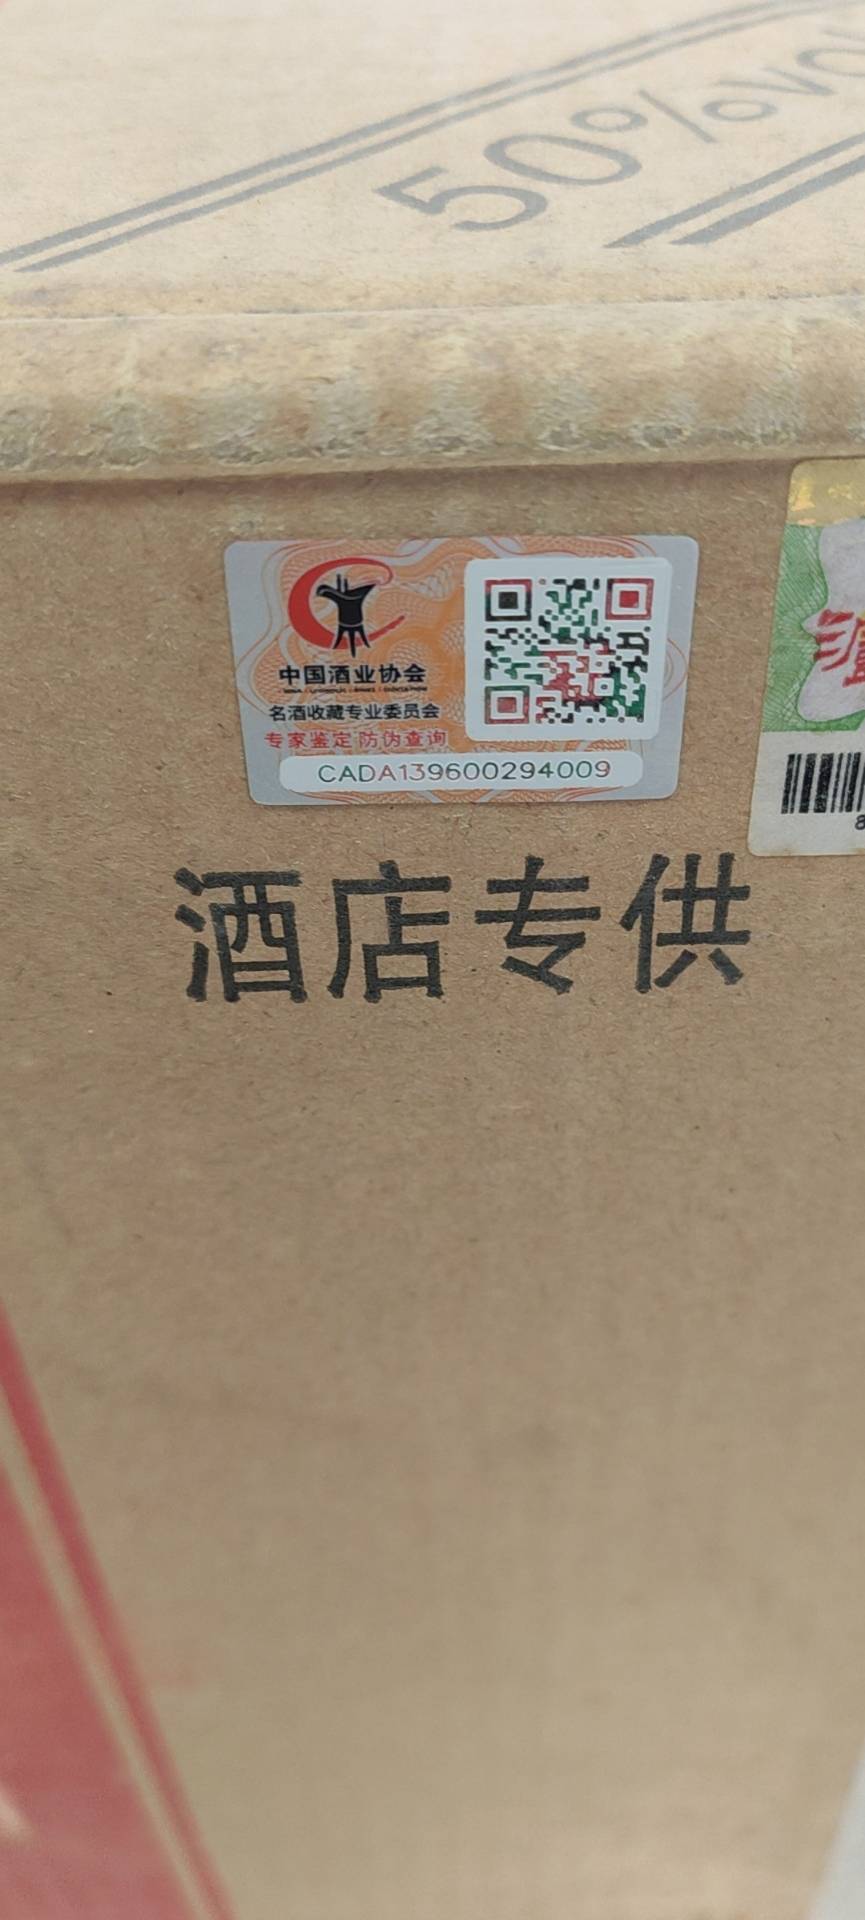 50%VOL
中国酒业协会
名酒收藏专业委员会
专家鉴定 防伪查询
CADA139600294009
8
酒店专供